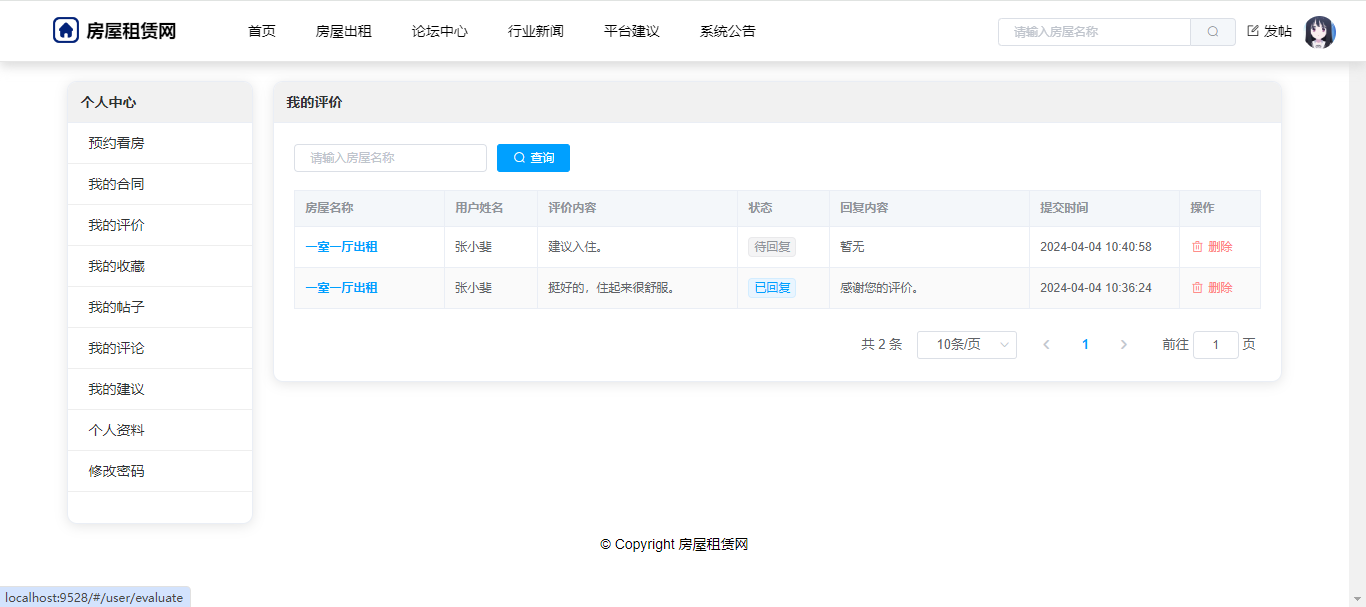 房屋租赁网 首页 房屋出租 论坛中心 行业新闻 平台建议 系统公告 请输入房屋名称 发帖
个人中心
预约看房
我的合同
我的评价
我的收藏
我的帖子
我的评论
我的建议
个人资料
修改密码
我的评价
请输入房屋名称 查询
房屋名称 用户姓名 评价内容 状态 回复内容 提交时间 操作
一室一厅出租 张小斐 建议入住。 待回复 暂无 2024-04-04 10:40:58 删除
一室一厅出租 张小斐 挺好的，住起来很舒服。 已回复 感谢您的评价。 2024-04-04 10:36:24 删除
共 2 条 10条/页 1 前往 1 页
© Copyright 房屋租赁网
localhost:9528/#/user/evaluate